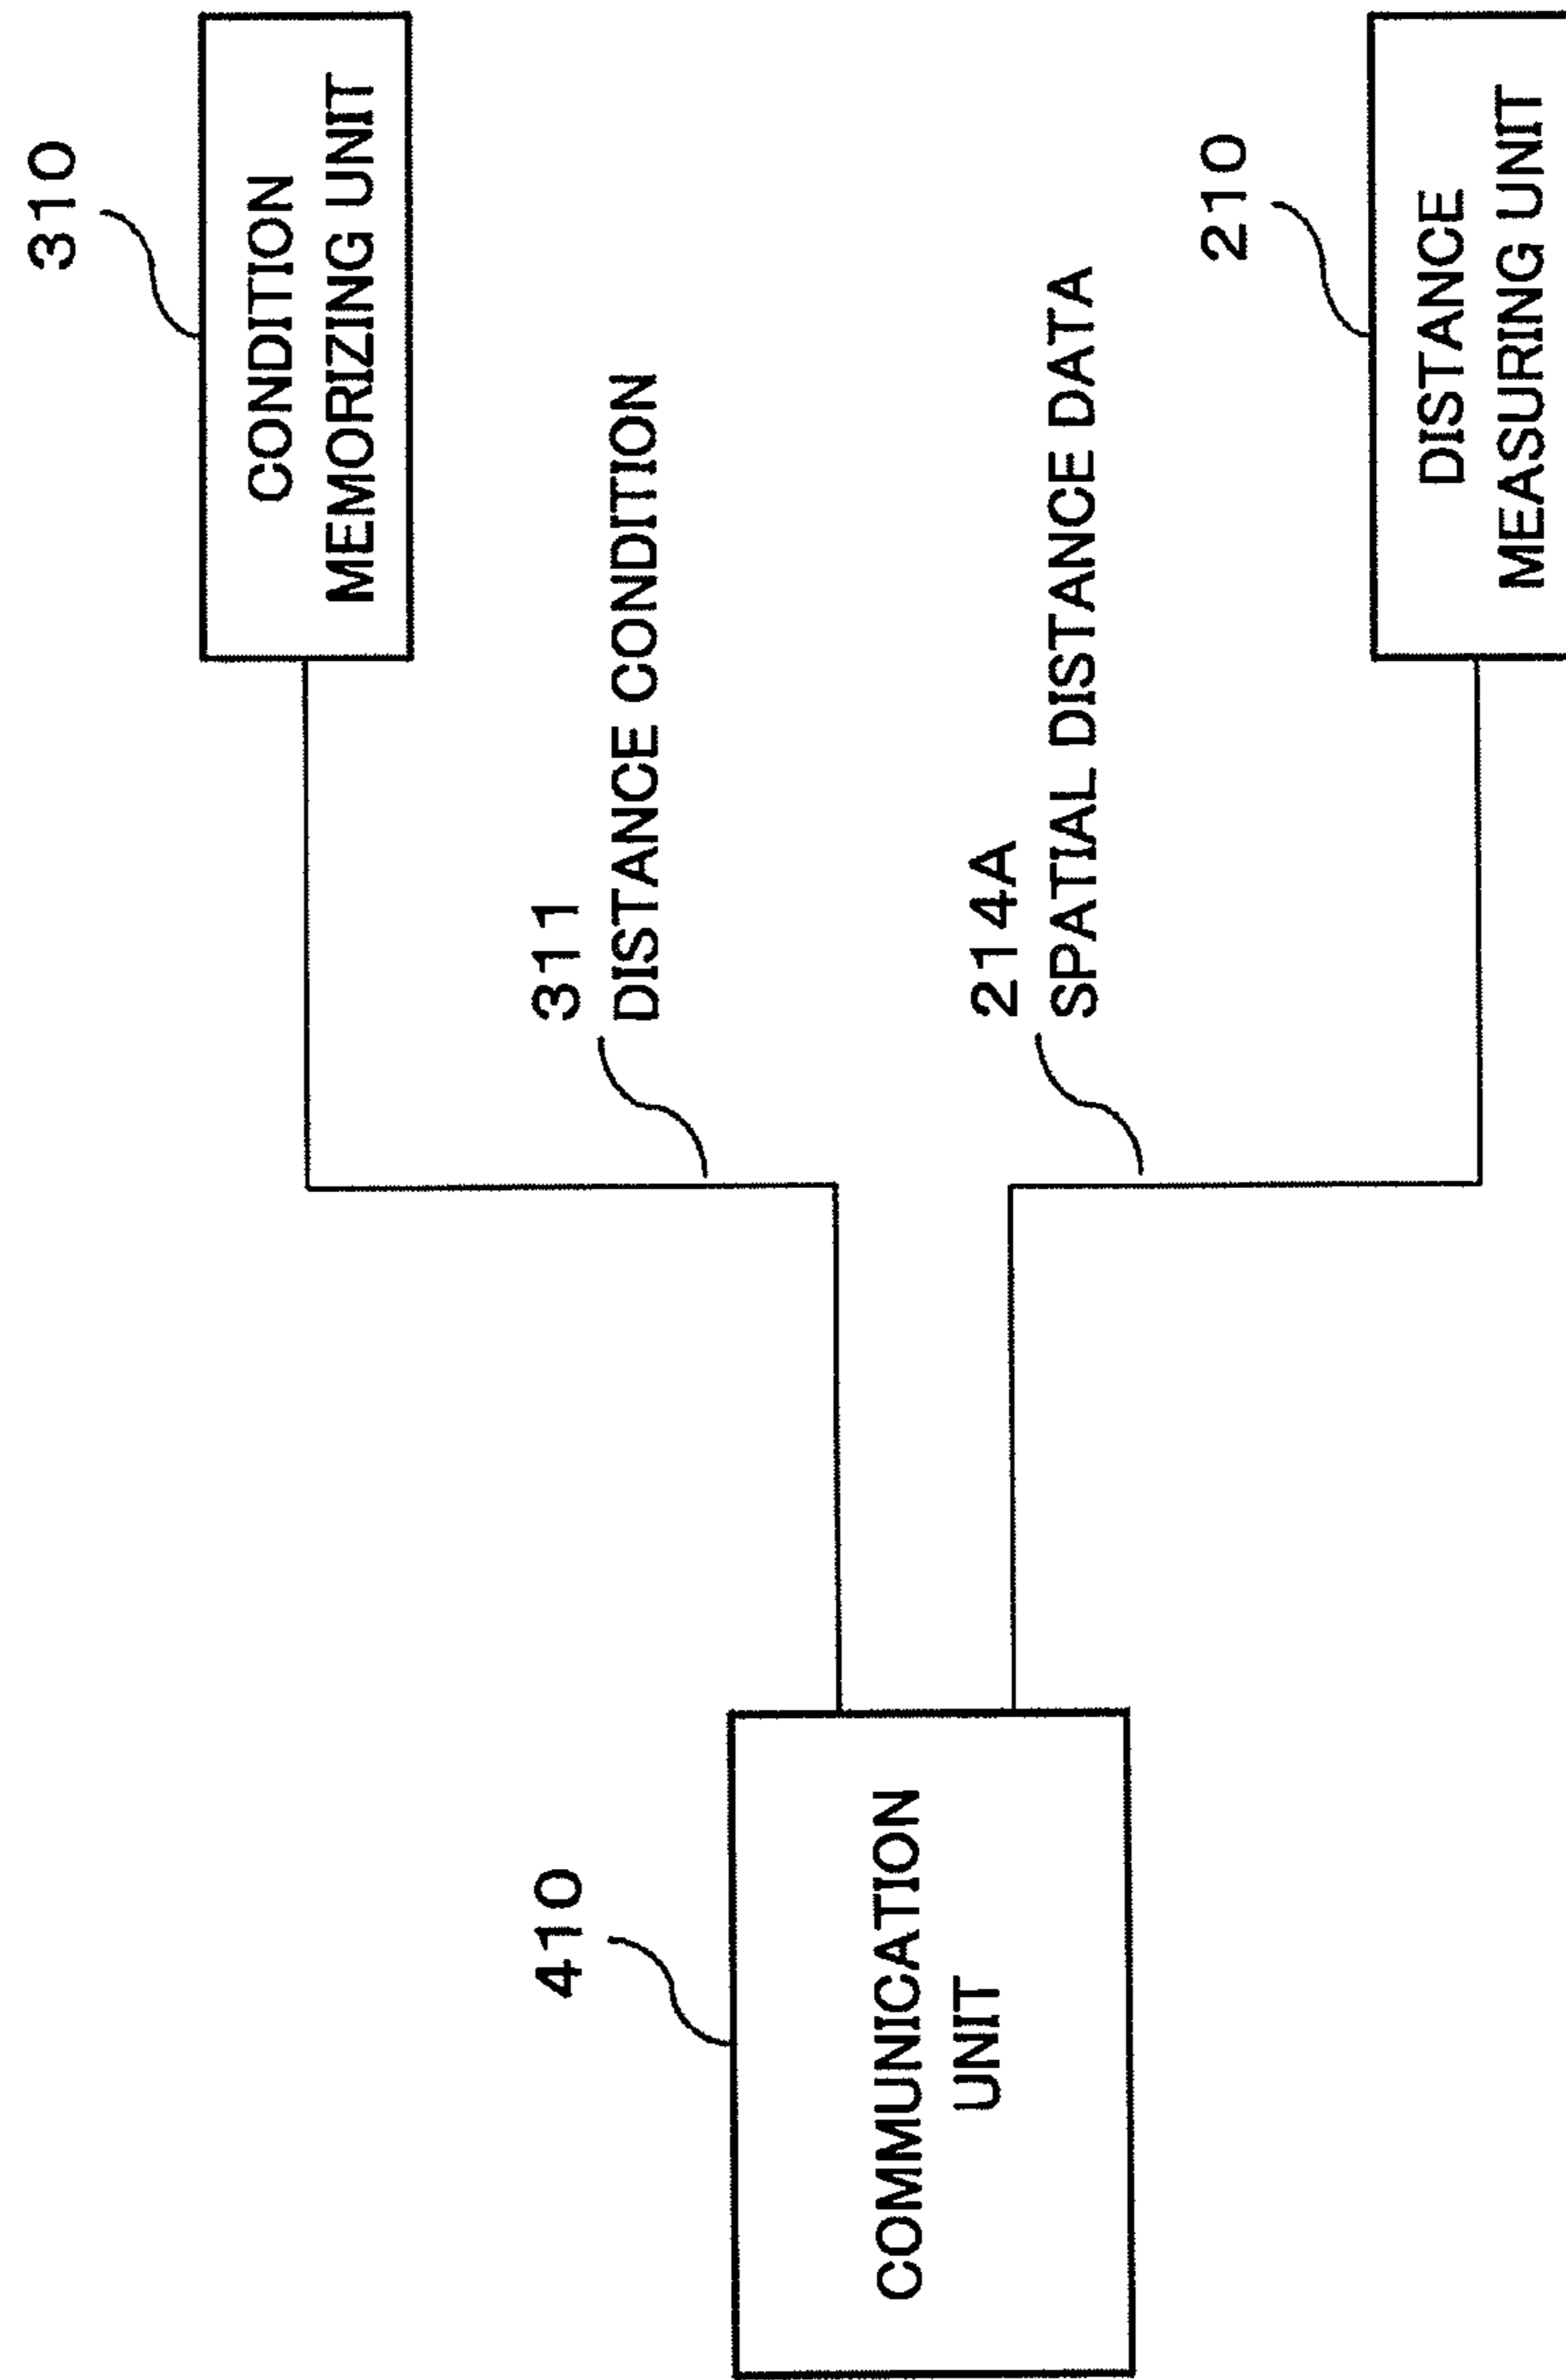 310
CONDITION
MEMORIZING UNIT
311
DISTANCE CONDITION
410
COMMUNICATION
UNIT
214A
SPATIAL DISTANCE DATA
210
DISTANCE
MEASURING UNIT